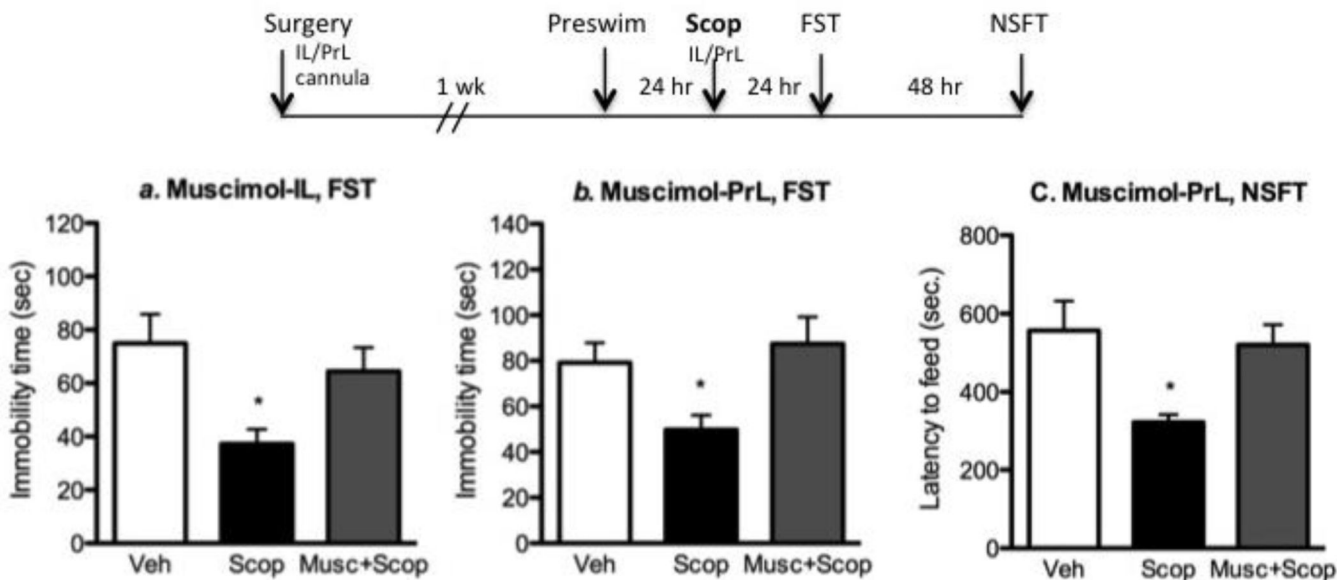 Surgery Preswim Scop FST NSFT
IL/PrL IL/PrL
cannula
1 wk 24 hr 24 hr 48 hr
a. Muscimol-IL, FST
Immobility time (sec)
120
100
80
60
40
20
0
*
Veh Scop Musc+Scop
b. Muscimol-PrL, FST
Immobility time (sec)
140
120
100
80
60
40
20
0
*
Veh Scop Musc+Scop
C. Muscimol-PrL, NSFT
Latency to feed (sec.)
800
600
400
200
0
*
Veh Scop Musc+Scop